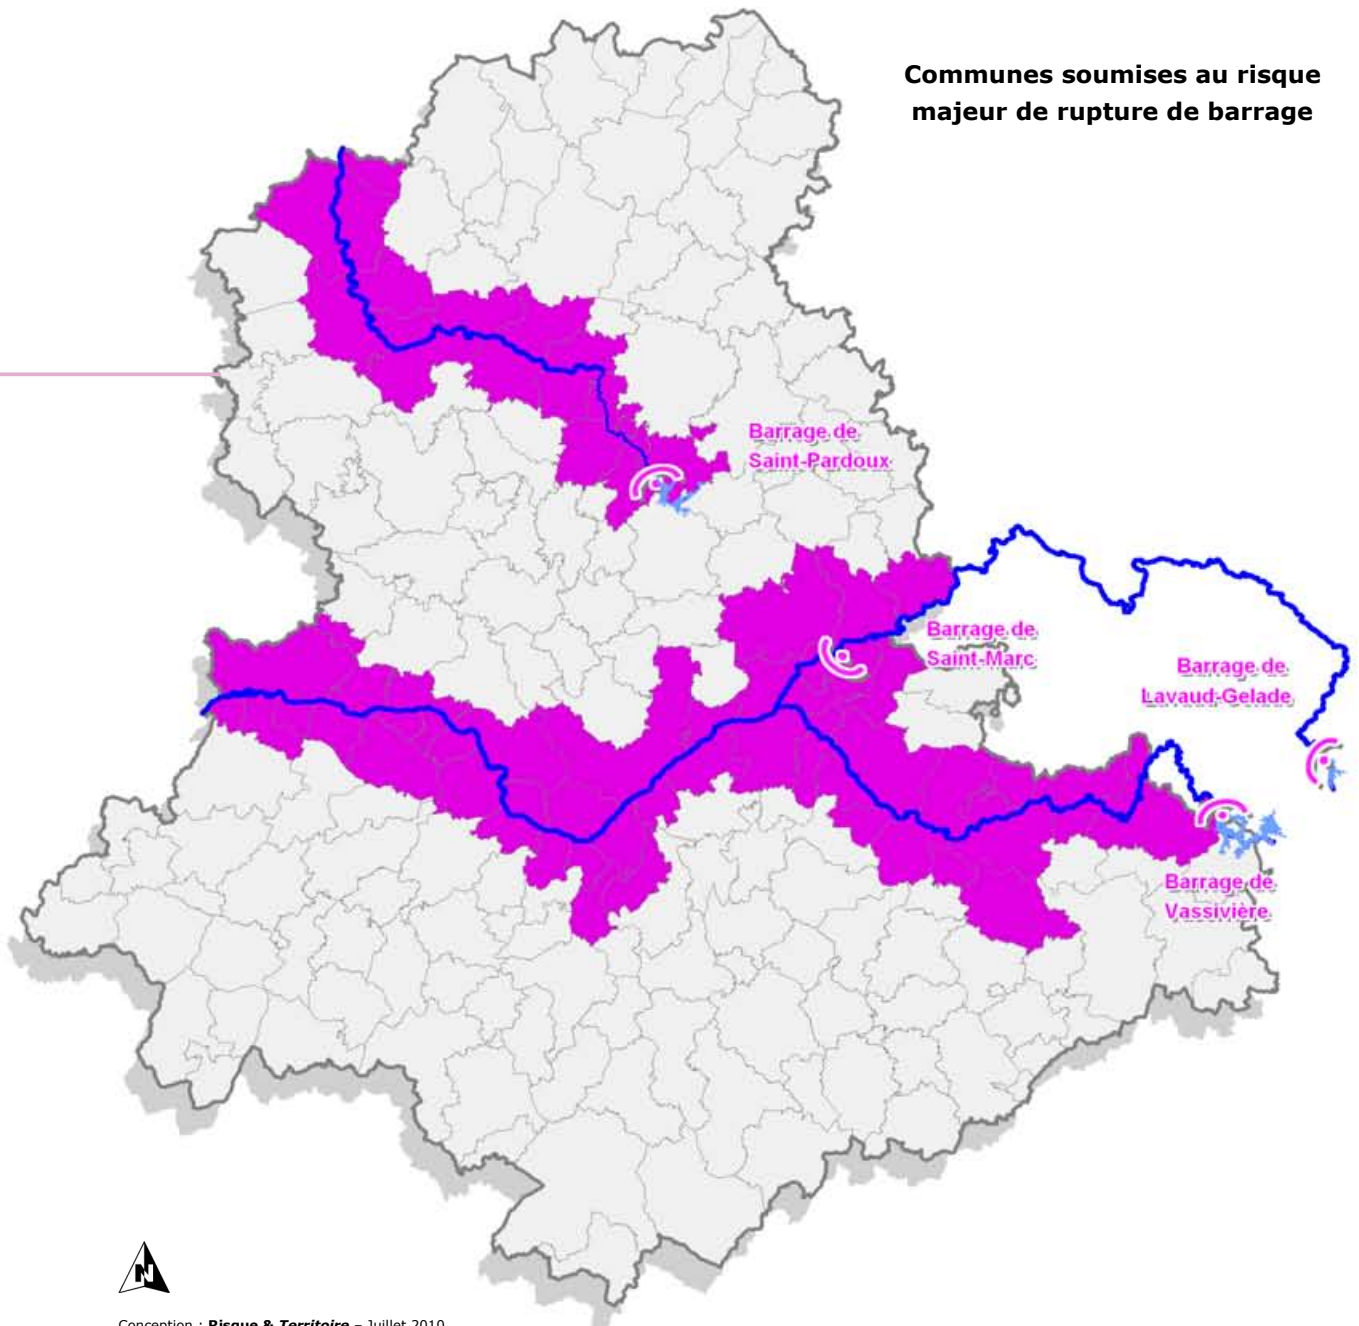 Communes soumises au risque
majeur de rupture de barrage
Barrage de
Saint-Pardoux
Barrage de
Saint-Marc
Barrage de
Lavaud-Gelade
Barrage de
Vassivière
N
Conception : Risque & Territoire – Juillet 2010